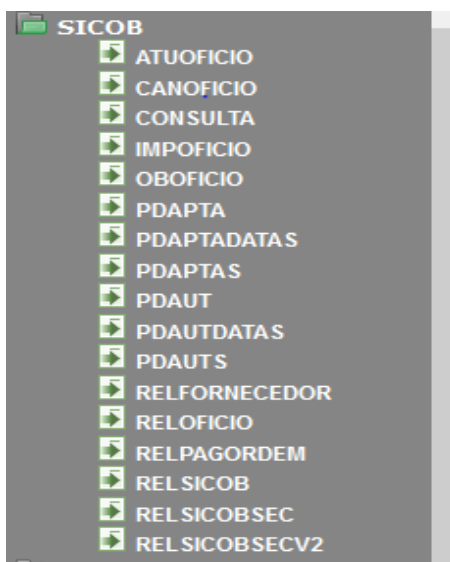 SICOB
ATUOFICIO
CANOFICIO
CONSULTA
IMPOFICIO
OBOFICIO
PDAPTA
PDAPTADATAS
PDAPTAS
PDAUT
PDAUTDATAS
PDAUTS
RELFORNECEDOR
RELOFICIO
RELPAGORDEM
RELSICOB
RELSICOBSEC
RELSICOBSECV2